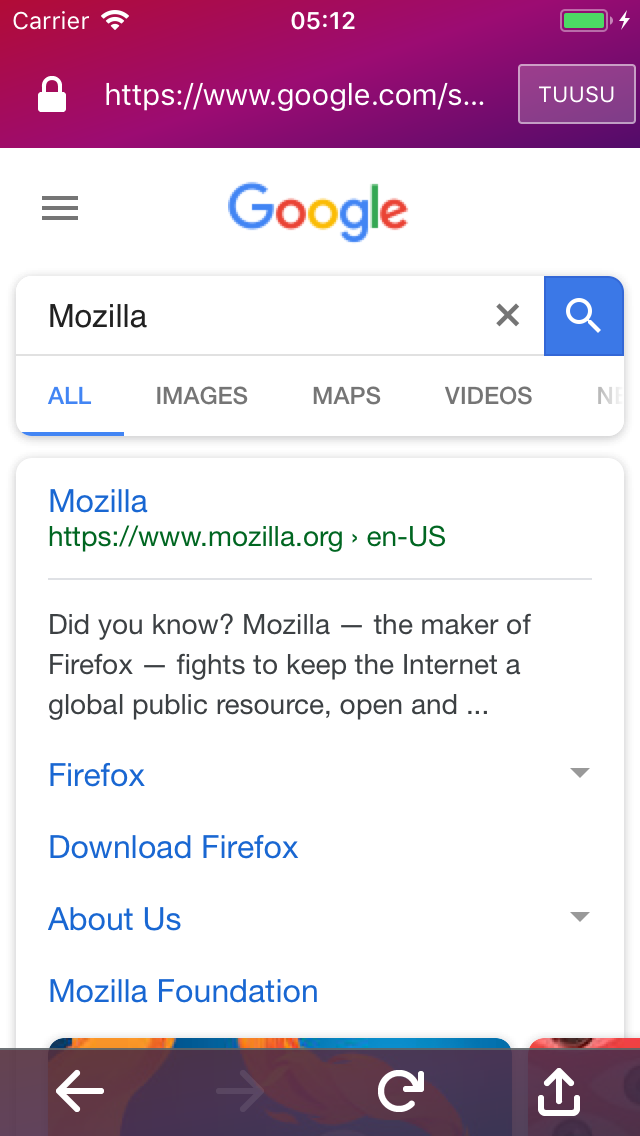 Carrier 05:12
https://www.google.com/s... TUUSU
Google
Mozilla
ALL IMAGES MAPS VIDEOS NE
Mozilla
https://www.mozilla.org › en-US
Did you know? Mozilla — the maker of
Firefox — fights to keep the Internet a
global public resource, open and ...
Firefox
Download Firefox
About Us
Mozilla Foundation